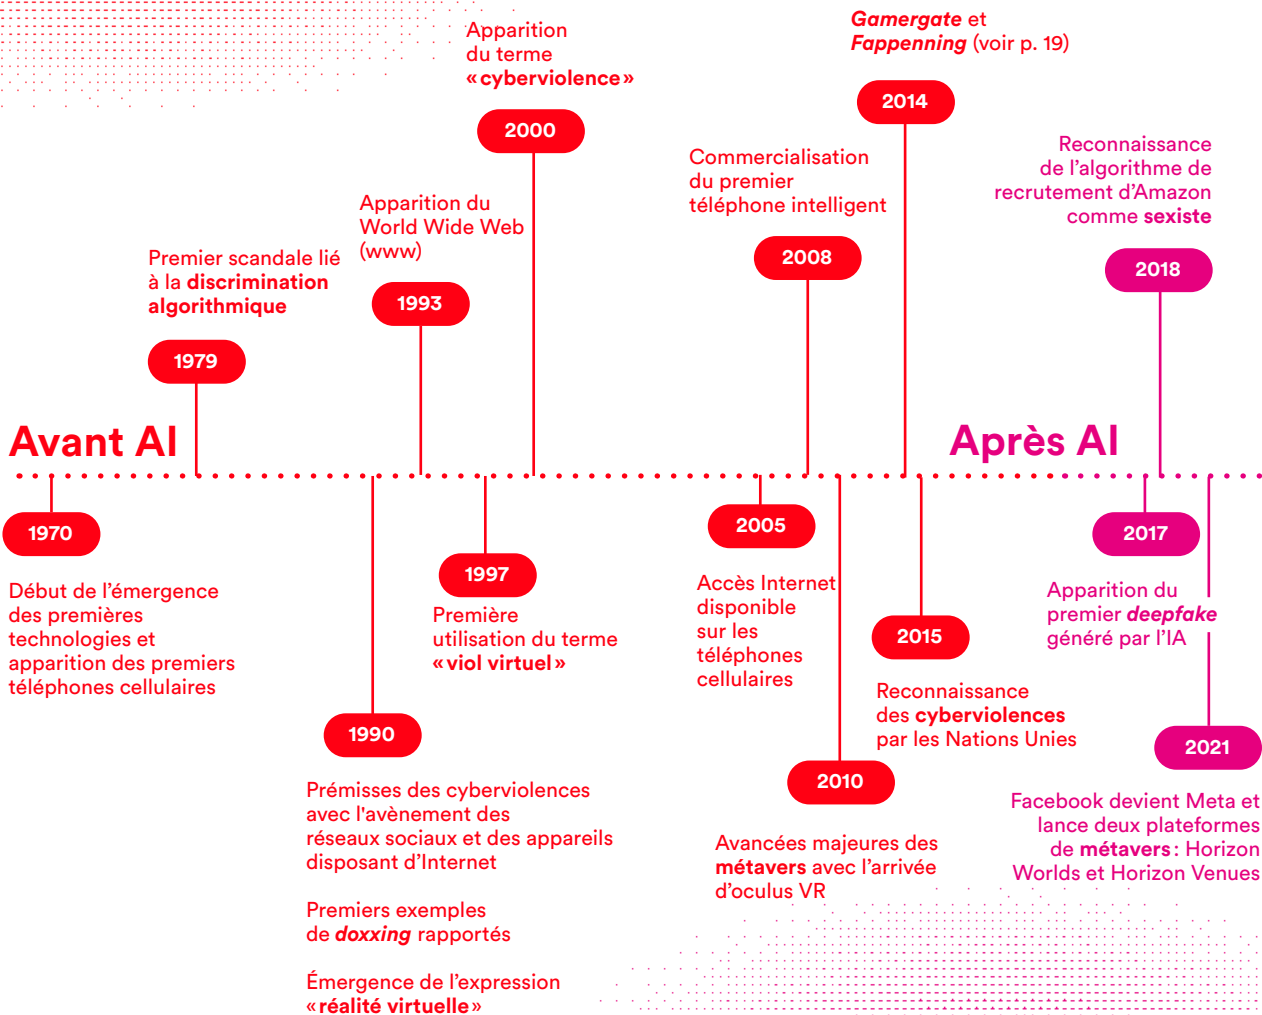 Gamergate et
Fappenning (voir p. 19)
2014
Apparition
du terme
«cyberviolence»
2000
Reconnaissance
de l’algorithme de
recrutement d’Amazon
comme sexiste
2018
Commercialisation
du premier
téléphone intelligent
2008
Apparition du
World Wide Web
(www)
1993
Premier scandale lié
à la discrimination
algorithmique
1979
Avant AI
Après AI
1970
Début de l’émergence
des premières
technologies et
apparition des premiers
téléphones cellulaires
1990
Prémisses des cyberviolences
avec l'avènement des
réseaux sociaux et des appareils
disposant d’Internet
Premiers exemples
de doxxing rapportés
Émergence de l’expression
«réalité virtuelle»
1997
Première
utilisation du terme
«viol virtuel»
2005
Accès Internet
disponible
sur les
téléphones
cellulaires
2010
Avancées majeures des
métavers avec l’arrivée
d’oculus VR
2015
Reconnaissance
des cyberviolences
par les Nations Unies
2017
Apparition du
premier deepfake
généré par l’IA
2021
Facebook devient Meta et
lance deux plateformes
de métavers: Horizon
Worlds et Horizon Venues